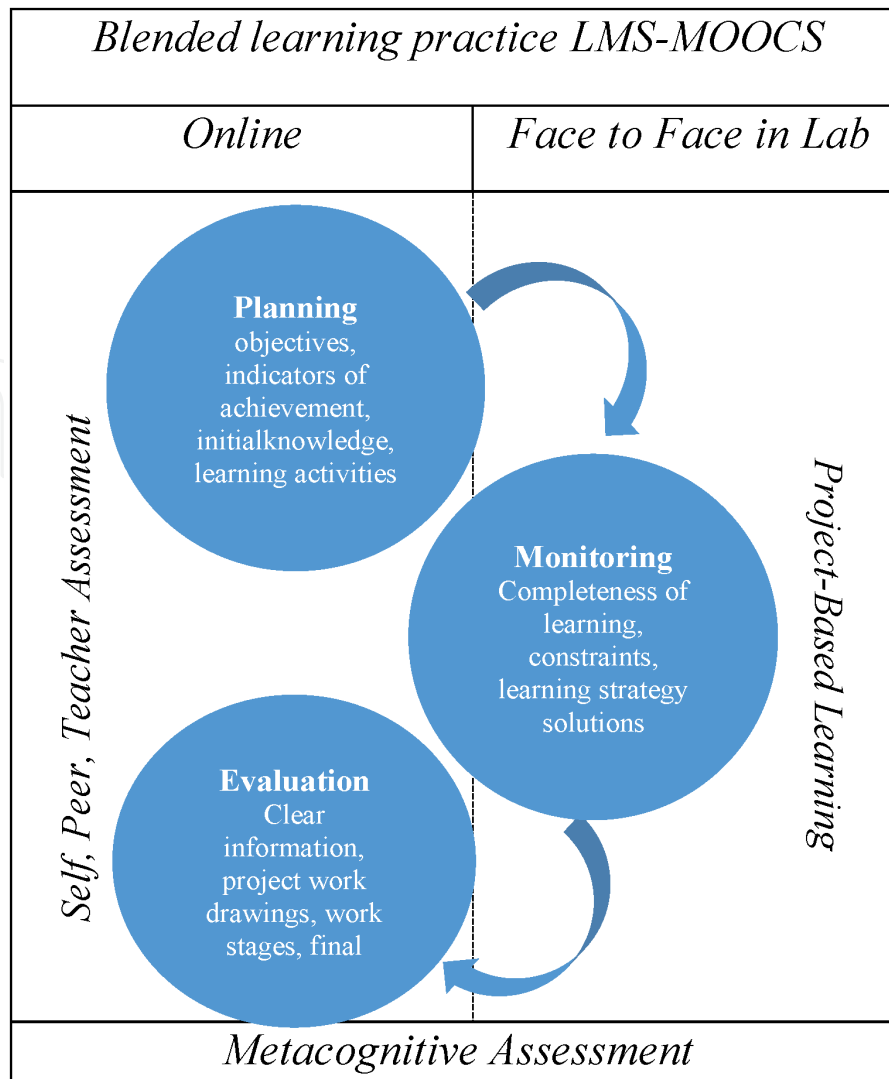 Blended learning practice LMS-MOOCS
Online
Face to Face in Lab
Planning
objectives,
indicators of
achievement,
initialknowledge,
learning activities
Self, Peer, Teacher Assessment
Monitoring
Completeness of
learning,
constraints,
learning strategy
solutions
Project-Based Learning
Evaluation
Clear
information,
project work
drawings, work
stages, final
Metacognitive Assessment